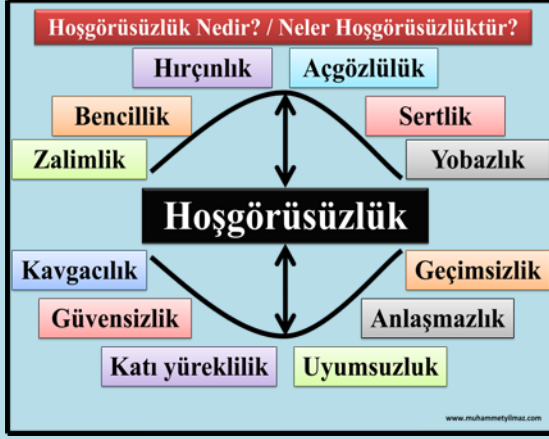 Hoşgörüsüzlük Nedir? / Neler Hoşgörüsüzlüktür?
Hırçınlık
Açgözlülük
Bencillik
Sertlik
Zalimlik
Yobazlık
Hoşgörüsüzlük
Kavgacılık
Geçimsizlik
Güvensizlik
Anlaşmazlık
Katı yüreklilik
Uyumsuzluk
www.muhammetyilmaz.com